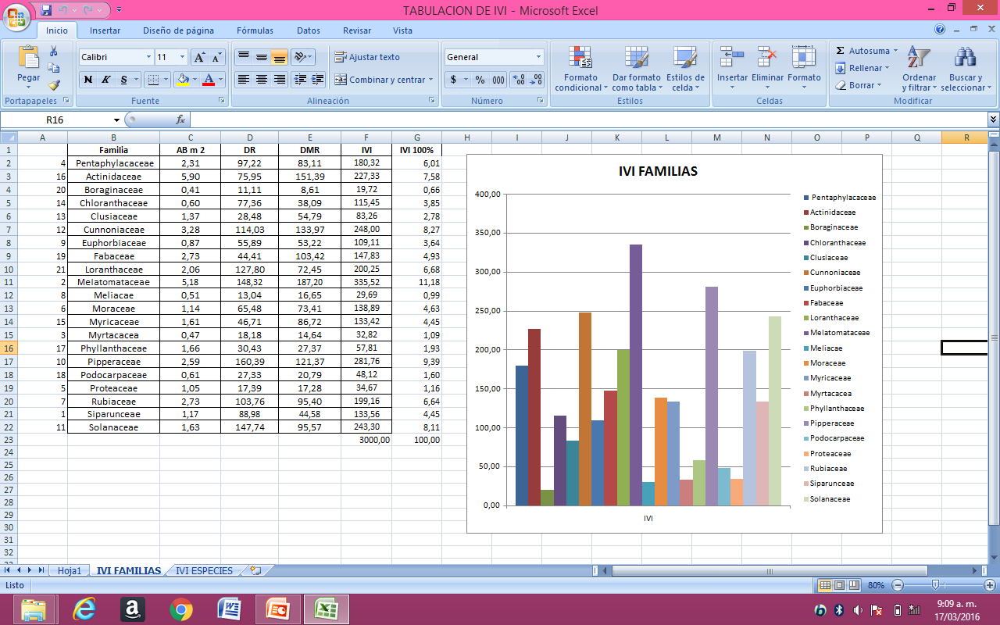 TABULACION DE IVI - Microsoft Excel
Inicio Insertar Diseño de página Fórmulas Datos Revisar Vista
Pegar Calibri 11 Ajustar texto General Formato condicional Dar formato como tabla Estilos de celda Insertar Eliminar Formato Autosuma Rellenar Borrar Ordenar y filtrar Buscar y seleccionar
N K S Combinar y centrar $ % 000
Portapapeles Fuente Alineación Número Estilos Celdas Modificar
R16 fx
A B C D E F G H I J K L M N O P Q R
1 Familia AB m 2 DR DMR IVI IVI 100%
2 4 Pentaphylacaceae 2,31 97,22 83,11 180,32 6,01
3 16 Actinidaceae 5,90 75,95 151,39 227,33 7,58
4 20 Boraginaceae 0,41 11,11 8,61 19,72 0,66
5 14 Chloranthaceae 0,60 77,36 38,09 115,45 3,85
6 13 Clusiaceae 1,37 28,48 54,79 83,26 2,78
7 12 Cunnoniaceae 3,28 114,03 133,97 248,00 8,27
8 9 Euphorbiaceae 0,87 55,89 53,22 109,11 3,64
9 19 Fabaceae 2,73 44,41 103,42 147,83 4,93
10 21 Loranthaceae 2,06 127,80 72,45 200,25 6,68
11 2 Melatomataceae 5,18 148,32 187,20 335,52 11,18
12 8 Meliacae 0,51 13,04 16,65 29,69 0,99
13 6 Moraceae 1,14 65,48 73,41 138,89 4,63
14 15 Myricaceae 1,61 46,71 86,72 133,42 4,45
15 3 Myrtacacea 0,47 18,18 14,64 32,82 1,09
16 17 Phyllanthaceae 1,66 30,43 27,37 57,81 1,93
17 10 Pipperaceae 2,59 160,39 121,37 281,76 9,39
18 18 Podocarpaceae 0,61 27,33 20,79 48,12 1,60
19 5 Proteaceae 1,05 17,39 17,28 34,67 1,16
20 7 Rubiaceae 2,73 103,76 95,40 199,16 6,64
21 1 Siparunceae 1,17 88,98 44,58 133,56 4,45
22 11 Solanaceae 1,63 147,74 95,57 243,30 8,11
23 3000,00 100,00
24
25
26
27
28
29
30
31
32
IVI FAMILIAS
400,00
350,00
300,00
250,00
200,00
150,00
100,00
50,00
0,00
IVI
Pentaphylacaceae
Actinidaceae
Boraginaceae
Chloranthaceae
Clusiaceae
Cunnoniaceae
Euphorbiaceae
Fabaceae
Loranthaceae
Melatomataceae
Meliacae
Moraceae
Myricaceae
Myrtacacea
Phyllanthaceae
Pipperaceae
Podocarpaceae
Proteaceae
Rubiaceae
Siparunceae
Solanaceae
Hoja1 IVI FAMILIAS IVI ESPECIES
Listo 80%
9:09 a. m.
17/03/2016